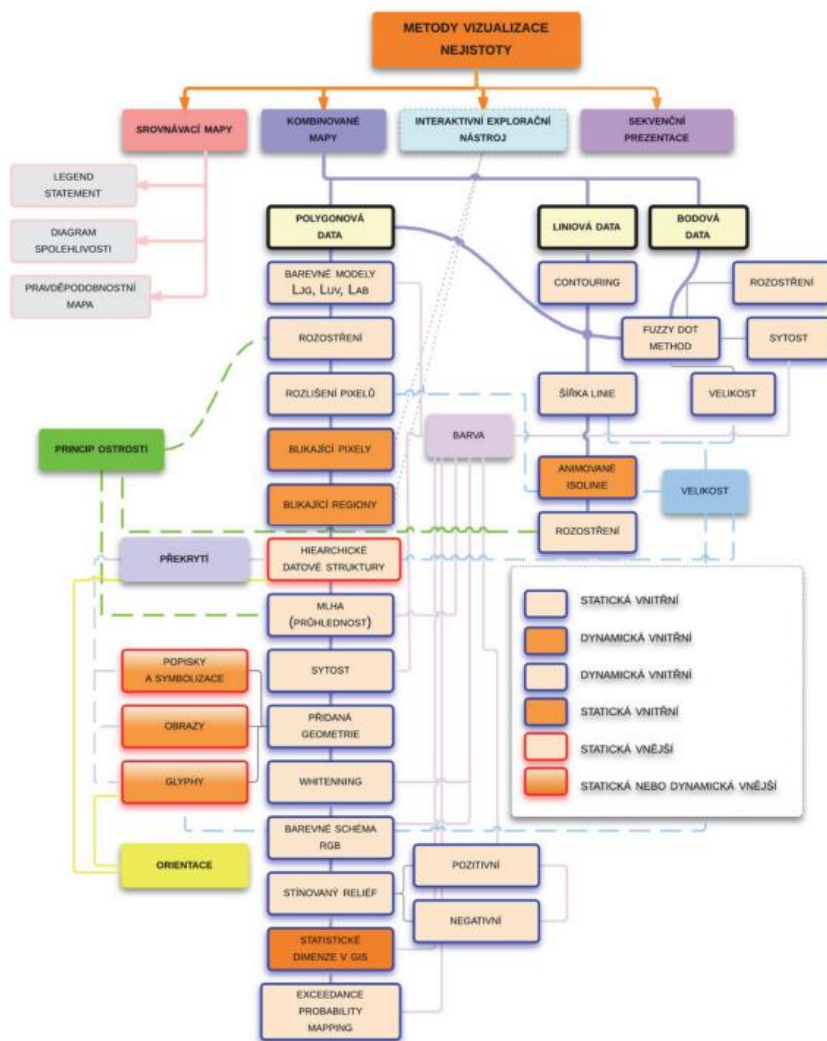 METODY VIZUALIZACE
NEJISTOTY
SROVNÁVACÍ MAPY
KOMBINOVANÉ
MAPY
INTERAKTIVNÍ EXPLORAČNÍ
NÁSTROJ
SEKVENČNÍ
PREZENTACE
LEGEND
STATEMENT
DIAGRAM
SPOLEHLIVOSTI
PRAVDĚPODOBNOSTNÍ
MAPA
POLYGONOVÁ
DATA
LINIOVÁ DATA
BODOVÁ
DATA
BAREVNÉ MODELY
LJG, LUV, LAB
CONTOURING
ROZOSTŘENÍ
ROZOSTŘENÍ
FUZZY DOT
METHOD
SYTOST
ROZLIŠENÍ PIXELŮ
ŠÍŘKA LINIE
VELIKOST
PRINCIP OSTROSTI
BLIKAJÍCÍ PIXELY
BARVA
ANIMOVANÉ
ISOLINIE
VELIKOST
BLIKAJÍCÍ REGIONY
ROZOSTŘENÍ
PŘEKRYTÍ
HIEARCHICKÉ
DATOVÉ STRUKTURY
MLHA
(PRŮHLEDNOST)
POPISKY
A SYMBOLIZACE
SYTOST
OBRAZY
PŘIDANÁ
GEOMETRIE
GLYPHY
WHITENNING
BAREVNÉ SCHÉMA
RGB
ORIENTACE
STÍNOVANÝ RELIÉF
POZITIVNÍ
NEGATIVNÍ
STATISTICKÉ
DIMENZE V GIS
EXCEEDANCE
PROBABILITY
MAPPING
STATICKÁ VNITŘNÍ
DYNAMICKÁ VNITŘNÍ
DYNAMICKÁ VNITŘNÍ
STATICKÁ VNITŘNÍ
STATICKÁ VNĚJŠÍ
STATICKÁ NEBO DYNAMICKÁ VNĚJŠÍ